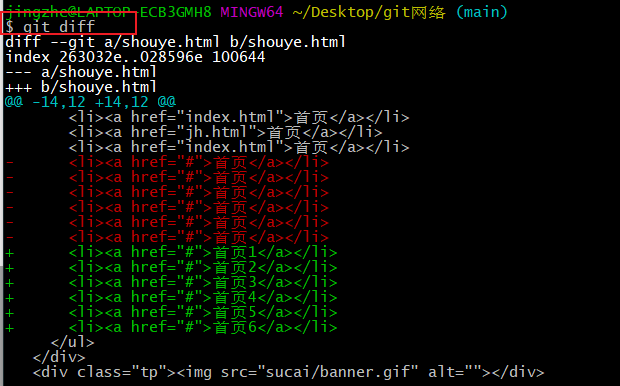 jingzhe@LAPTOP-ECB3GMH8 MINGW64 ~/Desktop/git网络 (main)
$ git diff
diff --git a/shouye.html b/shouye.html
index 263032e..028596e 100644
--- a/shouye.html
+++ b/shouye.html
@@ -14,12 +14,12 @@
        <li><a href="index.html">首页</a></li>
        <li><a href="jh.html">首页</a></li>
        <li><a href="index.html">首页</a></li>
-       <li><a href="#">首页</a></li>
-       <li><a href="#">首页</a></li>
-       <li><a href="#">首页</a></li>
-       <li><a href="#">首页</a></li>
-       <li><a href="#">首页</a></li>
-       <li><a href="#">首页</a></li>
+       <li><a href="#">首页1</a></li>
+       <li><a href="#">首页2</a></li>
+       <li><a href="#">首页3</a></li>
+       <li><a href="#">首页4</a></li>
+       <li><a href="#">首页5</a></li>
+       <li><a href="#">首页6</a></li>
      </ul>
    </div>
    <div class="tp"><img src="sucai/banner.gif" alt=""></div>